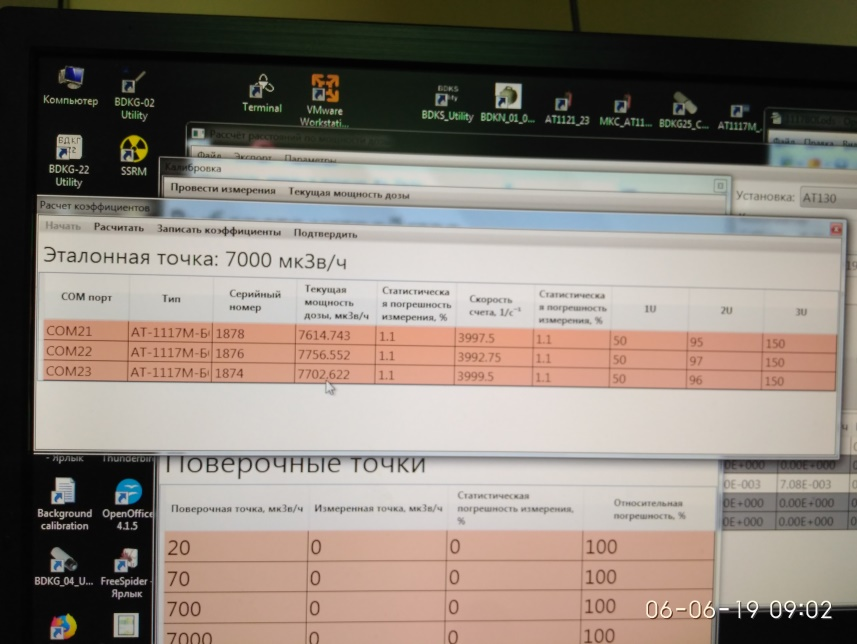 Компьютер
BDKG-02
Utility
Terminal
VMware
Workstati...
BDKS_Utility
BDKN_01_0...
AT1121_23
MKC_AT11...
BDKG25_C...
AT1117M_
BDKG-22
Utility
SSRM
Файл Экспорт Параметры
Калибровка
Провести измерения Текущая мощность дозы
Установка: AT130
Расчет коэффициентов
Начать Расчитать Записать коэффициенты Подтвердить
Эталонная точка: 7000 мкЗв/ч
COM порт
Тип
Серийный
номер
Текущая
мощность
дозы, мкЗв/ч
Статистическа
я погрешность
измерения, %
Скорость
счета, 1/с⁻¹
Статистическа
я погрешность
измерения, %
1U
2U
3U
COM21 АТ-1117М-Б 1878 7614.743 1.1 3997.5 1.1 50 95 150
COM22 АТ-1117М-Б 1876 7756.552 1.1 3992.75 1.1 50 97 150
COM23 АТ-1117М-Б 1874 7702.622 1.1 3999.5 1.1 50 96 150
- Ярлык
Thunderbir
Поверочные точки
Поверочная точка, мкЗв/ч
Измеренная точка, мкЗв/ч
Статистическая
погрешность измерения,
%
Относительная
погрешность, %
20 0 0 100
70 0 0 100
700 0 0 100
7000 0 0 100
0E+000 0.00E+000
0E-003 7.08E-003
0E+000 0.00E+000
0E+000 0.00E+000
Background
calibration
OpenOffice
4.1.5
BDKG_04_U...
FreeSpider -
Ярлык
06-06-19 09:02